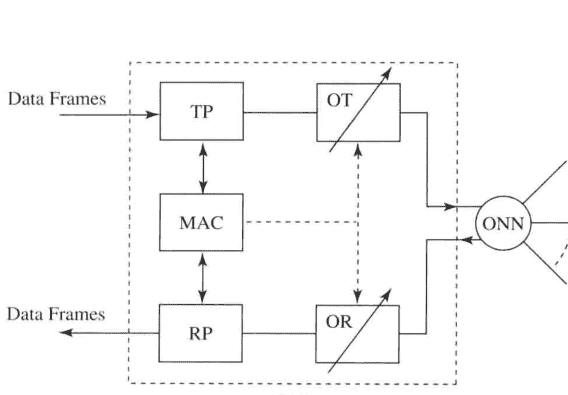 Data Frames
TP
OT
MAC
ONN
Data Frames
RP
OR